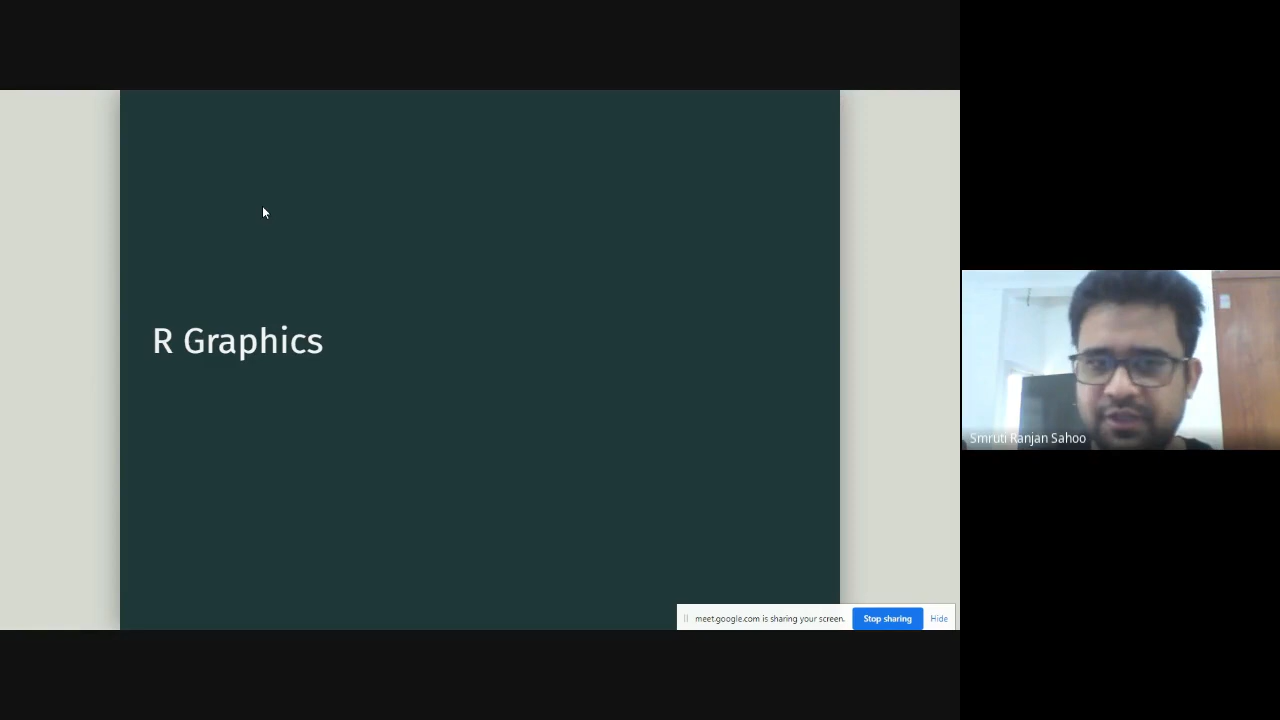 R Graphics
Smruti Ranjan Sahoo
meet.google.com is sharing your screen.
Stop sharing
Hide